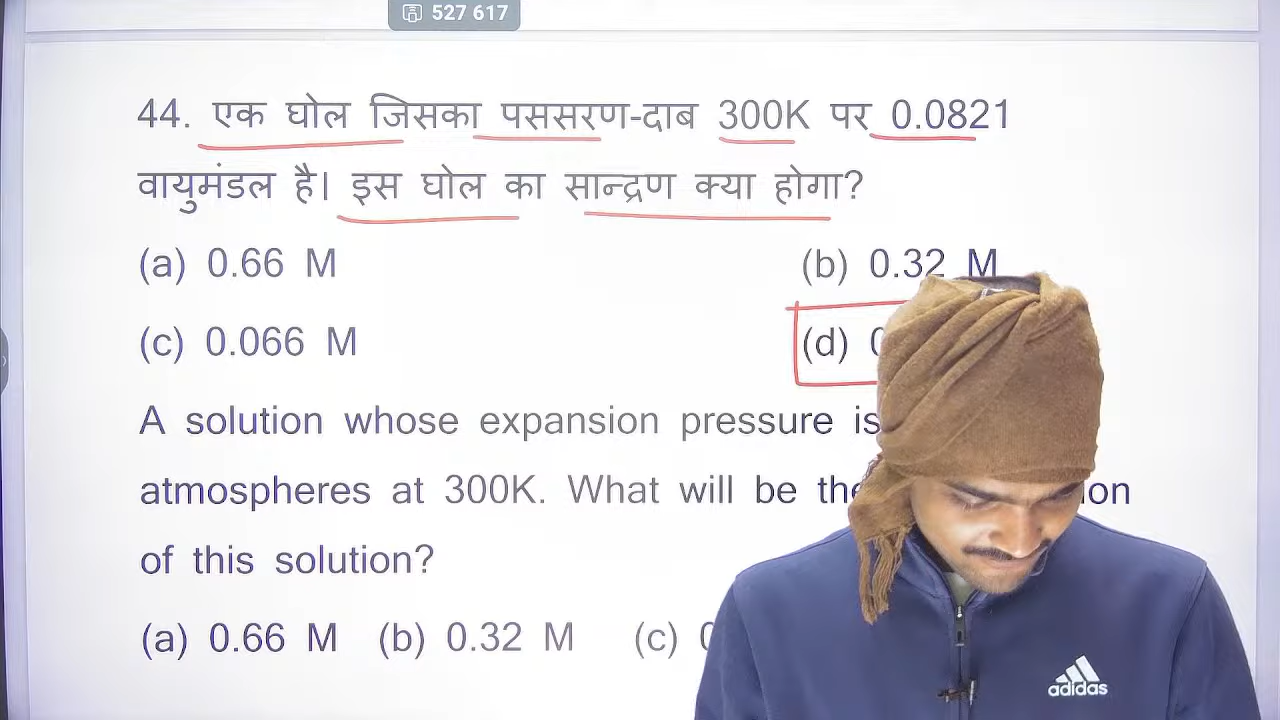 527 617
44. एक घोल जिसका पससरण-दाब 300K पर 0.0821
वायुमंडल है। इस घोल का सान्द्रण क्या होगा?
(a) 0.66 M (b) 0.32 M
(c) 0.066 M (d)
A solution whose expansion pressure is
atmospheres at 300K. What will be
of this solution?
(a) 0.66 M (b) 0.32 M (c)
adidas